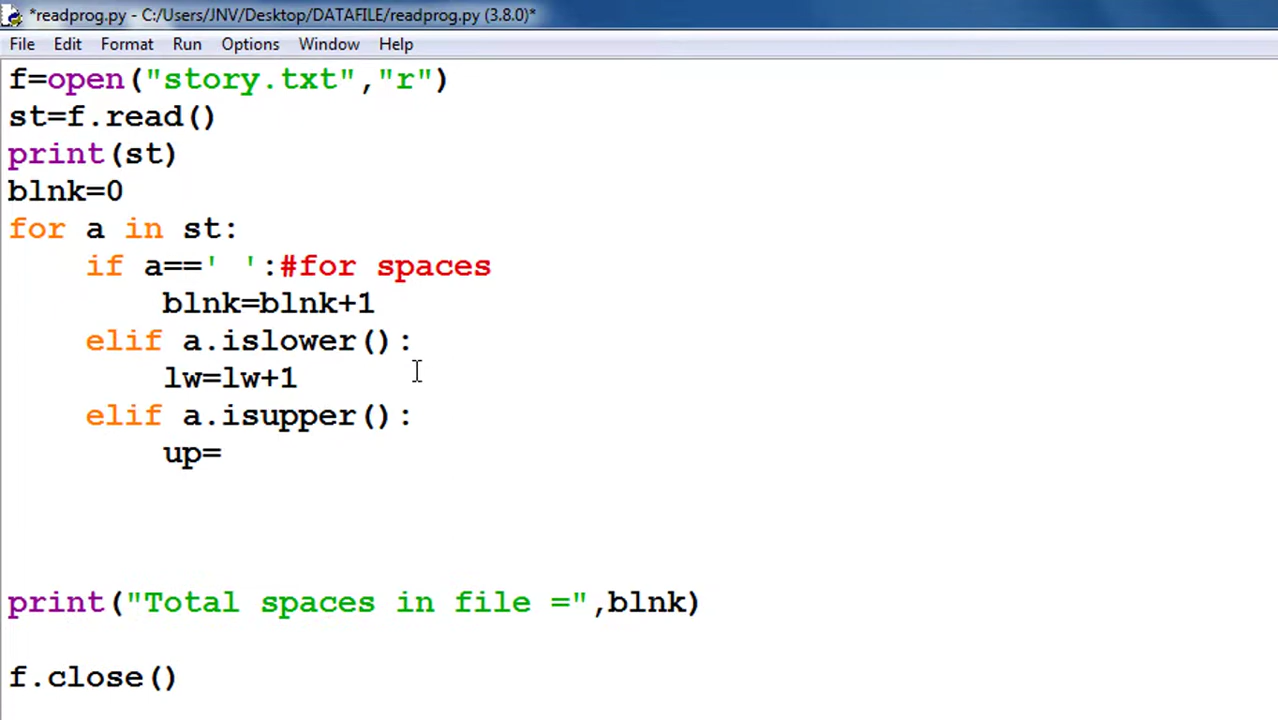 *readprog.py - C:/Users/JNV/Desktop/DATAFILE/readprog.py (3.8.0)*
File Edit Format Run Options Window Help
f=open("story.txt","r")
st=f.read()
print(st)
blnk=0
for a in st:
    if a==' ':#for spaces
        blnk=blnk+1
    elif a.islower():
        lw=lw+1
    elif a.isupper():
        up=
print("Total spaces in file =",blnk)
f.close()